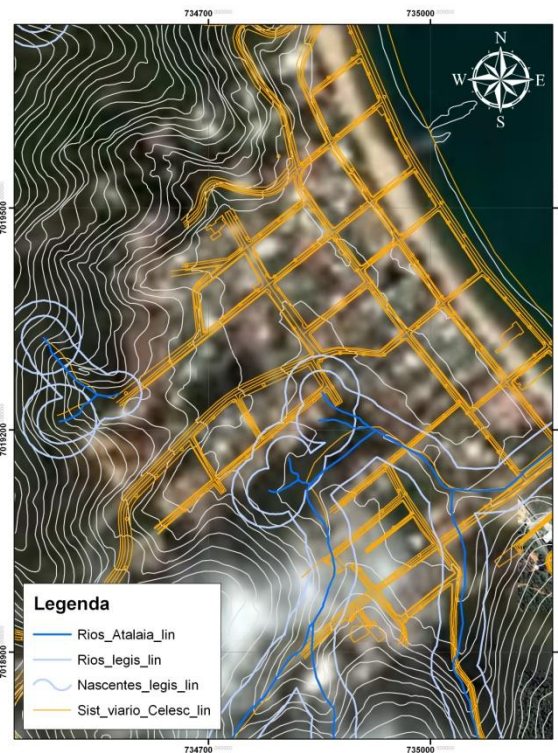 734700 735000
N
W E
S
7019500
7019200
7018900
Legenda
Rios_Atalaia_lin
Rios_legis_lin
Nascentes_legis_lin
Sist_viario_Celesc_lin
734700 735000